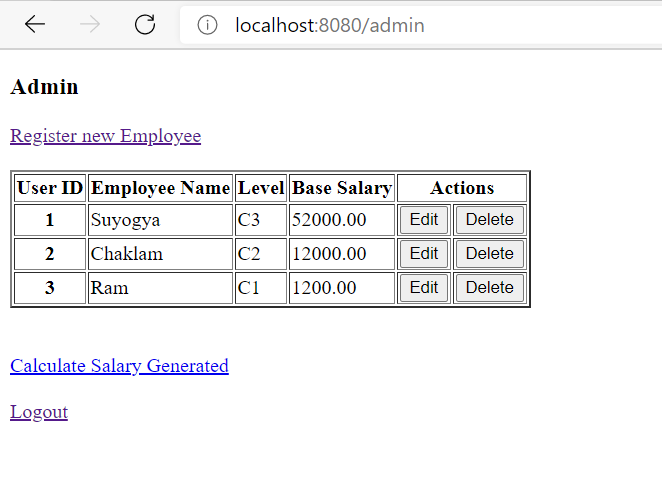 localhost:8080/admin
Admin
Register new Employee
User ID Employee Name Level Base Salary Actions
1 Suyogya C3 52000.00 Edit Delete
2 Chaklam C2 12000.00 Edit Delete
3 Ram C1 1200.00 Edit Delete
Calculate Salary Generated
Logout